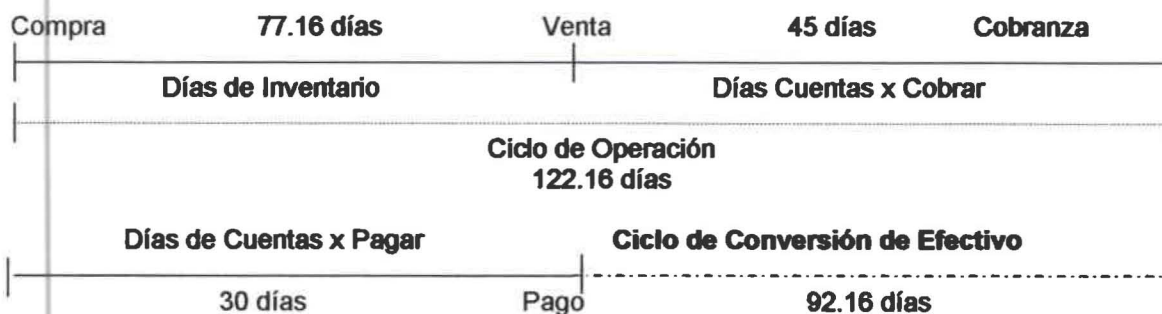 Compra 77.16 días Venta 45 días Cobranza
Días de Inventario Días Cuentas x Cobrar
Ciclo de Operación
122.16 días
Días de Cuentas x Pagar Ciclo de Conversión de Efectivo
30 días Pago 92.16 días